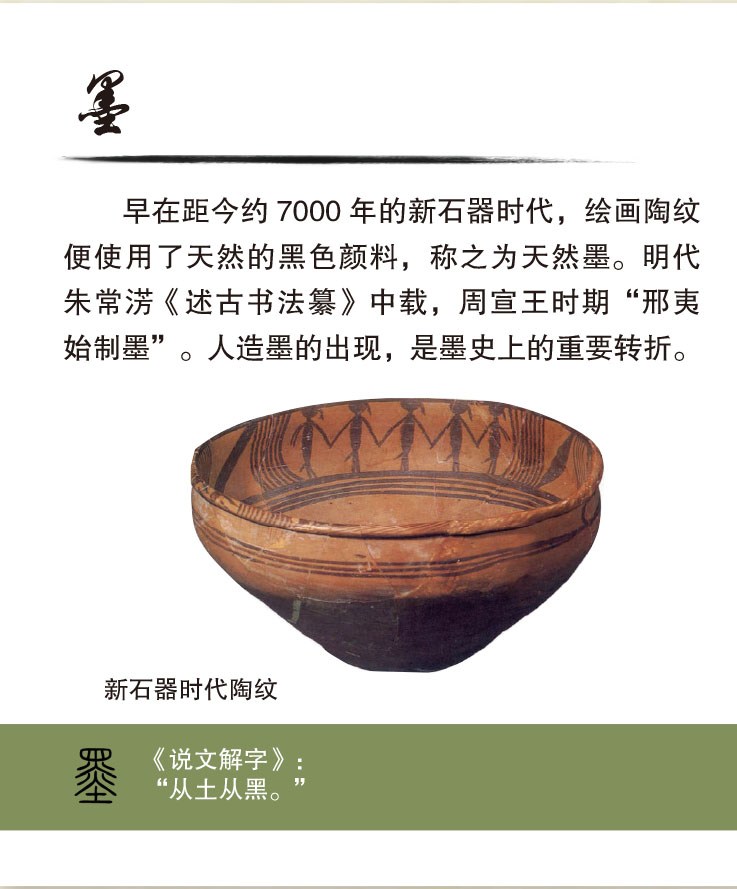 墨
早在距今约 7000 年的新石器时代，绘画陶纹
便使用了天然的黑色颜料，称之为天然墨。明代
朱常淓《述古书法纂》中载，周宣王时期“邢夷
始制墨”。人造墨的出现，是墨史上的重要转折。
新石器时代陶纹
墨
《说文解字》：
“从土从黑。”